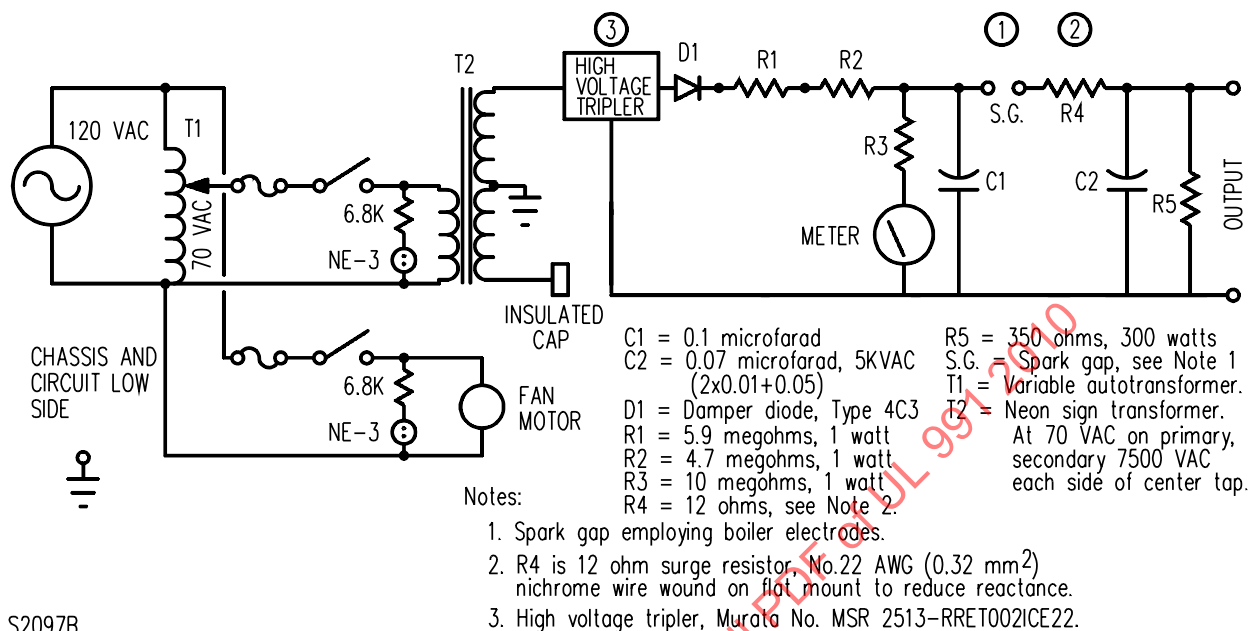 3
1
2
D1
T2
HIGH
VOLTAGE
TRIPLER
R1
R2
S.G.
R4
120 VAC
T1
R3
C1
C2
R5
OUTPUT
70 VAC
6.8K
NE-3
METER
INSULATED
CAP
CHASSIS AND
CIRCUIT LOW
SIDE
6.8K
NE-3
FAN
MOTOR
C1 = 0.1 microfarad
C2 = 0.07 microfarad, 5KVAC
(2x0.01+0.05)
D1 = Damper diode, Type 4C3
R1 = 5.9 megohms, 1 watt
R2 = 4.7 megohms, 1 watt
R3 = 10 megohms, 1 watt
R4 = 12 ohms, see Note 2.
R5 = 350 ohms, 300 watts
S.G. = Spark gap, see Note 1
T1 = Variable autotransformer.
T2 = Neon sign transformer.
At 70 VAC on primary,
secondary 7500 VAC
each side of center tap.
Notes:
1. Spark gap employing boiler electrodes.
2. R4 is 12 ohm surge resistor, No.22 AWG (0.32 mm²)
nichrome wire wound on flat mount to reduce reactance.
3. High voltage tripler, Murata No. MSR 2513-RRET002ICE22.
S2097B
PDF of UL 991 2010